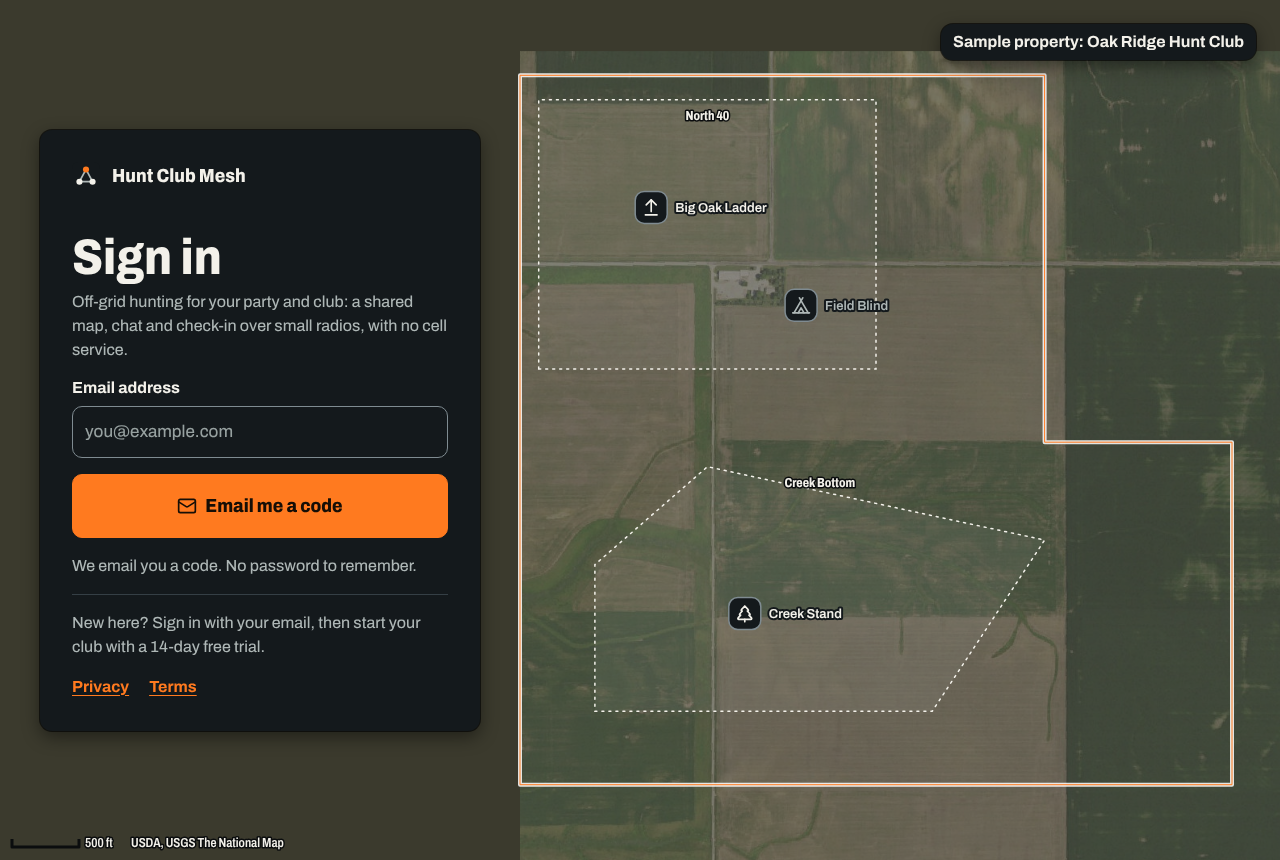 Sample property: Oak Ridge Hunt Club
Hunt Club Mesh
Sign in
Off-grid hunting for your party and club: a shared
map, chat and check-in over small radios, with no cell
service.
Email address
you@example.com
Email me a code
We email you a code. No password to remember.
New here? Sign in with your email, then start your
club with a 14-day free trial.
Privacy Terms
North 40
Big Oak Ladder
Field Blind
Creek Bottom
Creek Stand
500 ft USDA, USGS The National Map